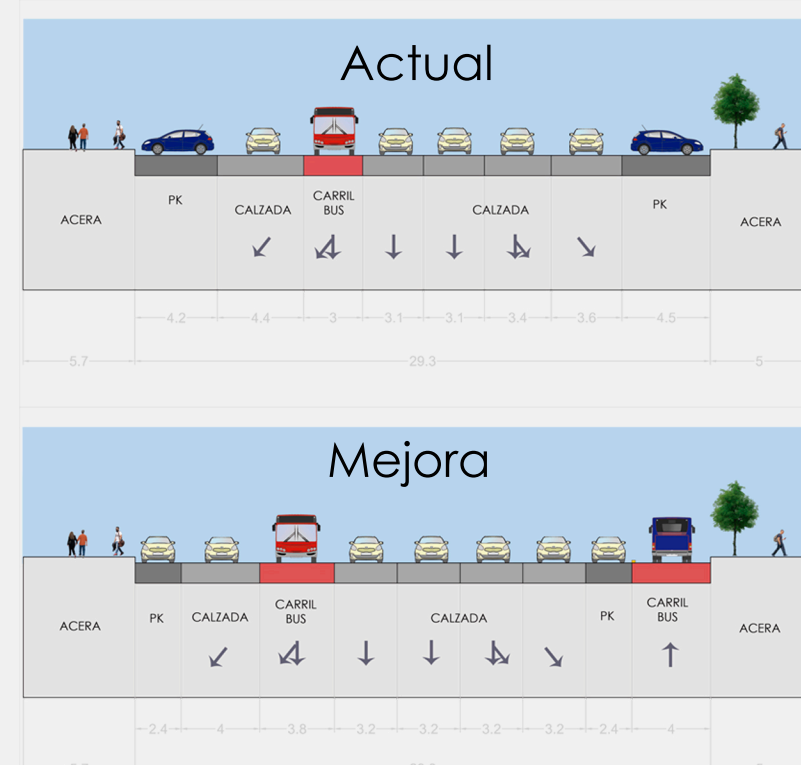 Actual
ACERA
PK
CALZADA
CARRIL
BUS
CALZADA
PK
ACERA
4.2 4.4 3 3.1 3.1 3.4 3.6 4.5
5.7 29.3 5
Mejora
ACERA
PK
CALZADA
CARRIL
BUS
CALZADA
PK
CARRIL
BUS
ACERA
2.4 4 3.8 3.2 3.2 3.2 3.2 2.4 4